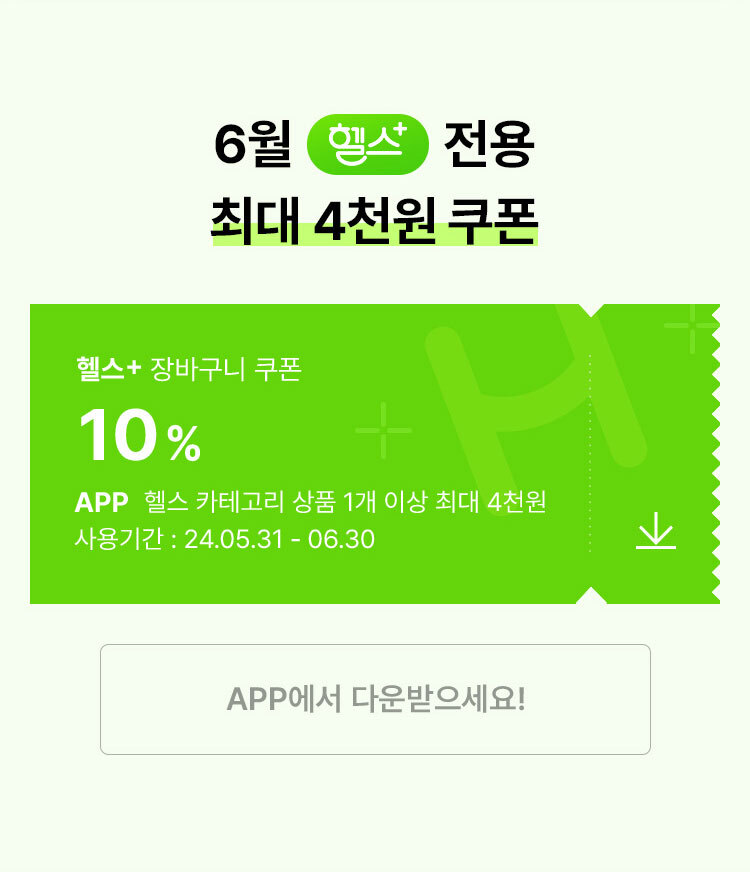 6월 헬스+ 전용
최대 4천원 쿠폰
헬스+ 장바구니 쿠폰
10%
APP 헬스 카테고리 상품 1개 이상 최대 4천원
사용기간 : 24.05.31 - 06.30
APP에서 다운받으세요!